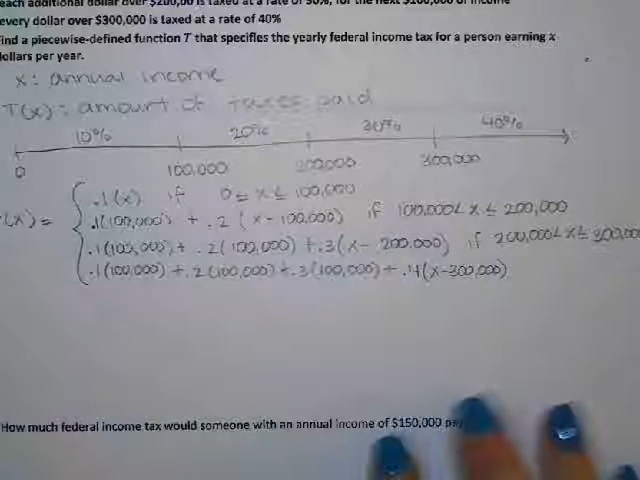 each additional dollar over $200,00 is taxed at a rate of 30%, for the next $100,000 of income
every dollar over $300,000 is taxed at a rate of 40%
Find a piecewise-defined function T that specifies the yearly federal income tax for a person earning x
dollars per year.
x: annual income
T(x): amount of taxes paid
10% 20% 30% 40%
0 100,000 200,000 300,000
.1(x) if 0 ≤ x ≤ 100,000
(x) = .1(100,000) + .2(x-100,000) if 100,000 < x ≤ 200,000
.1(100,000) + .2(100,000) + .3(x-200,000) if 200,000 < x ≤ 300,000
.1(100,000) + .2(100,000) + .3(100,000) + .4(x-300,000)
How much federal income tax would someone with an annual income of $150,000 pay